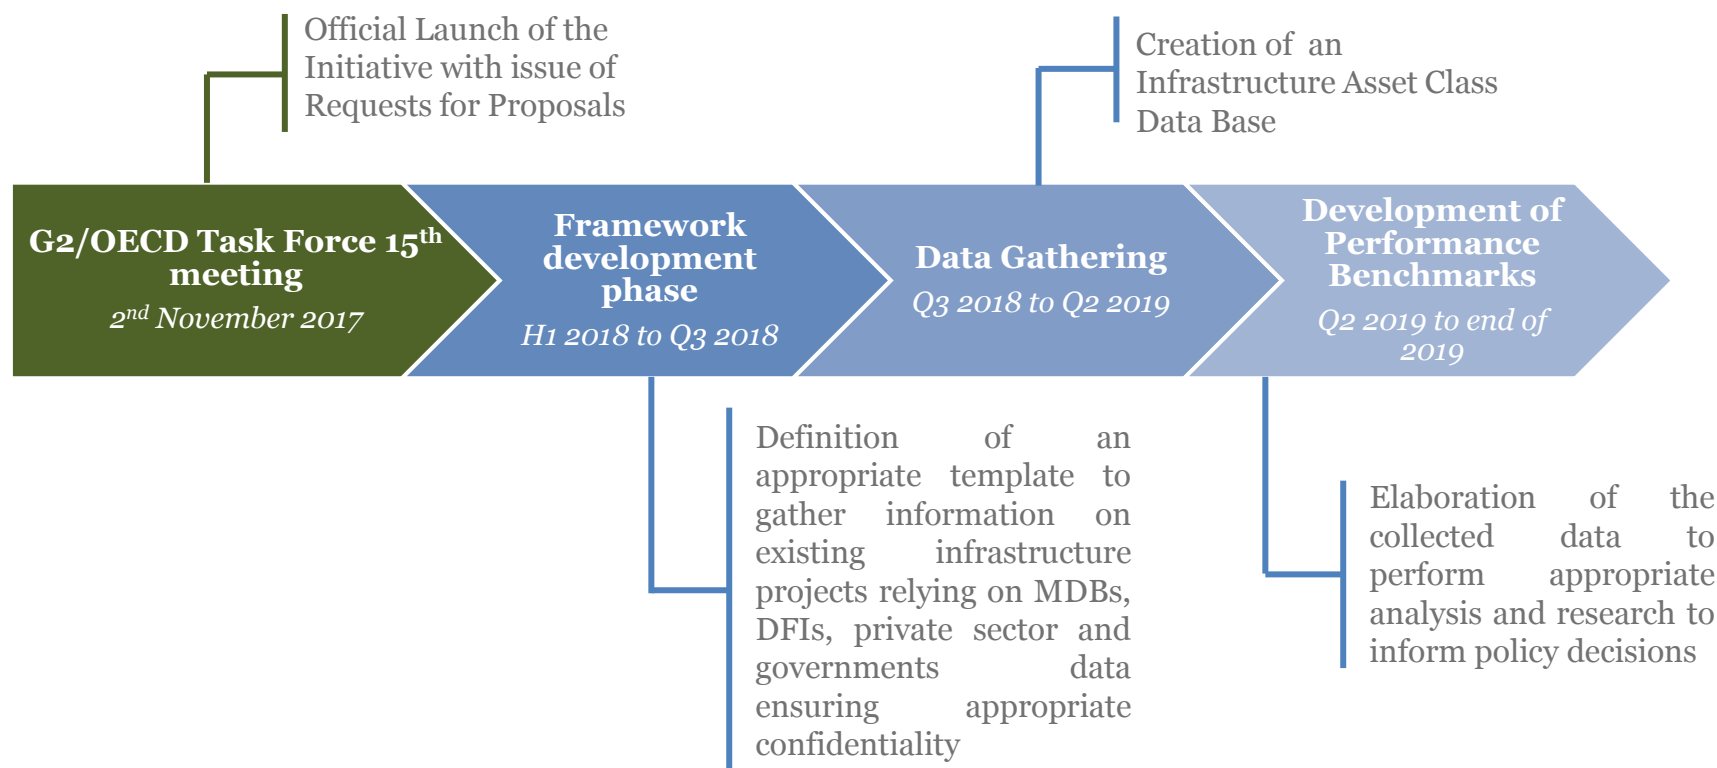 Official Launch of the
Initiative with issue of
Requests for Proposals
Creation of an
Infrastructure Asset Class
Data Base
G2/OECD Task Force 15th
meeting
2nd November 2017
Framework
development
phase
H1 2018 to Q3 2018
Data Gathering
Q3 2018 to Q2 2019
Development of
Performance
Benchmarks
Q2 2019 to end of
2019
Definition of an
appropriate template to
gather information on
existing infrastructure
projects relying on MDBs,
DFIs, private sector and
governments data
ensuring appropriate
confidentiality
Elaboration of the
collected data to
perform appropriate
analysis and research to
inform policy decisions